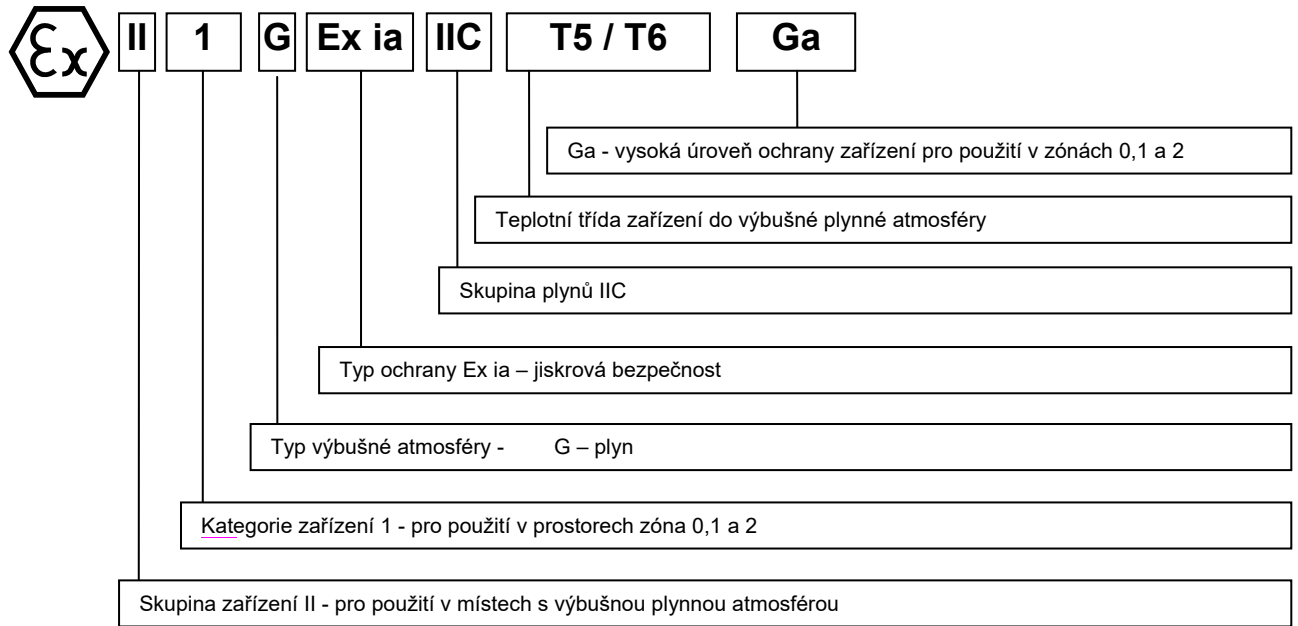 Ex II 1 G Ex ia IIC T5 / T6 Ga
Ga - vysoká úroveň ochrany zařízení pro použití v zónách 0,1 a 2
Teplotní třída zařízení do výbušné plynné atmosféry
Skupina plynů IIC
Typ ochrany Ex ia – jiskrová bezpečnost
Typ výbušné atmosféry - G – plyn
Kategorie zařízení 1 - pro použití v prostorech zóna 0,1 a 2
Skupina zařízení II - pro použití v místech s výbušnou plynnou atmosférou